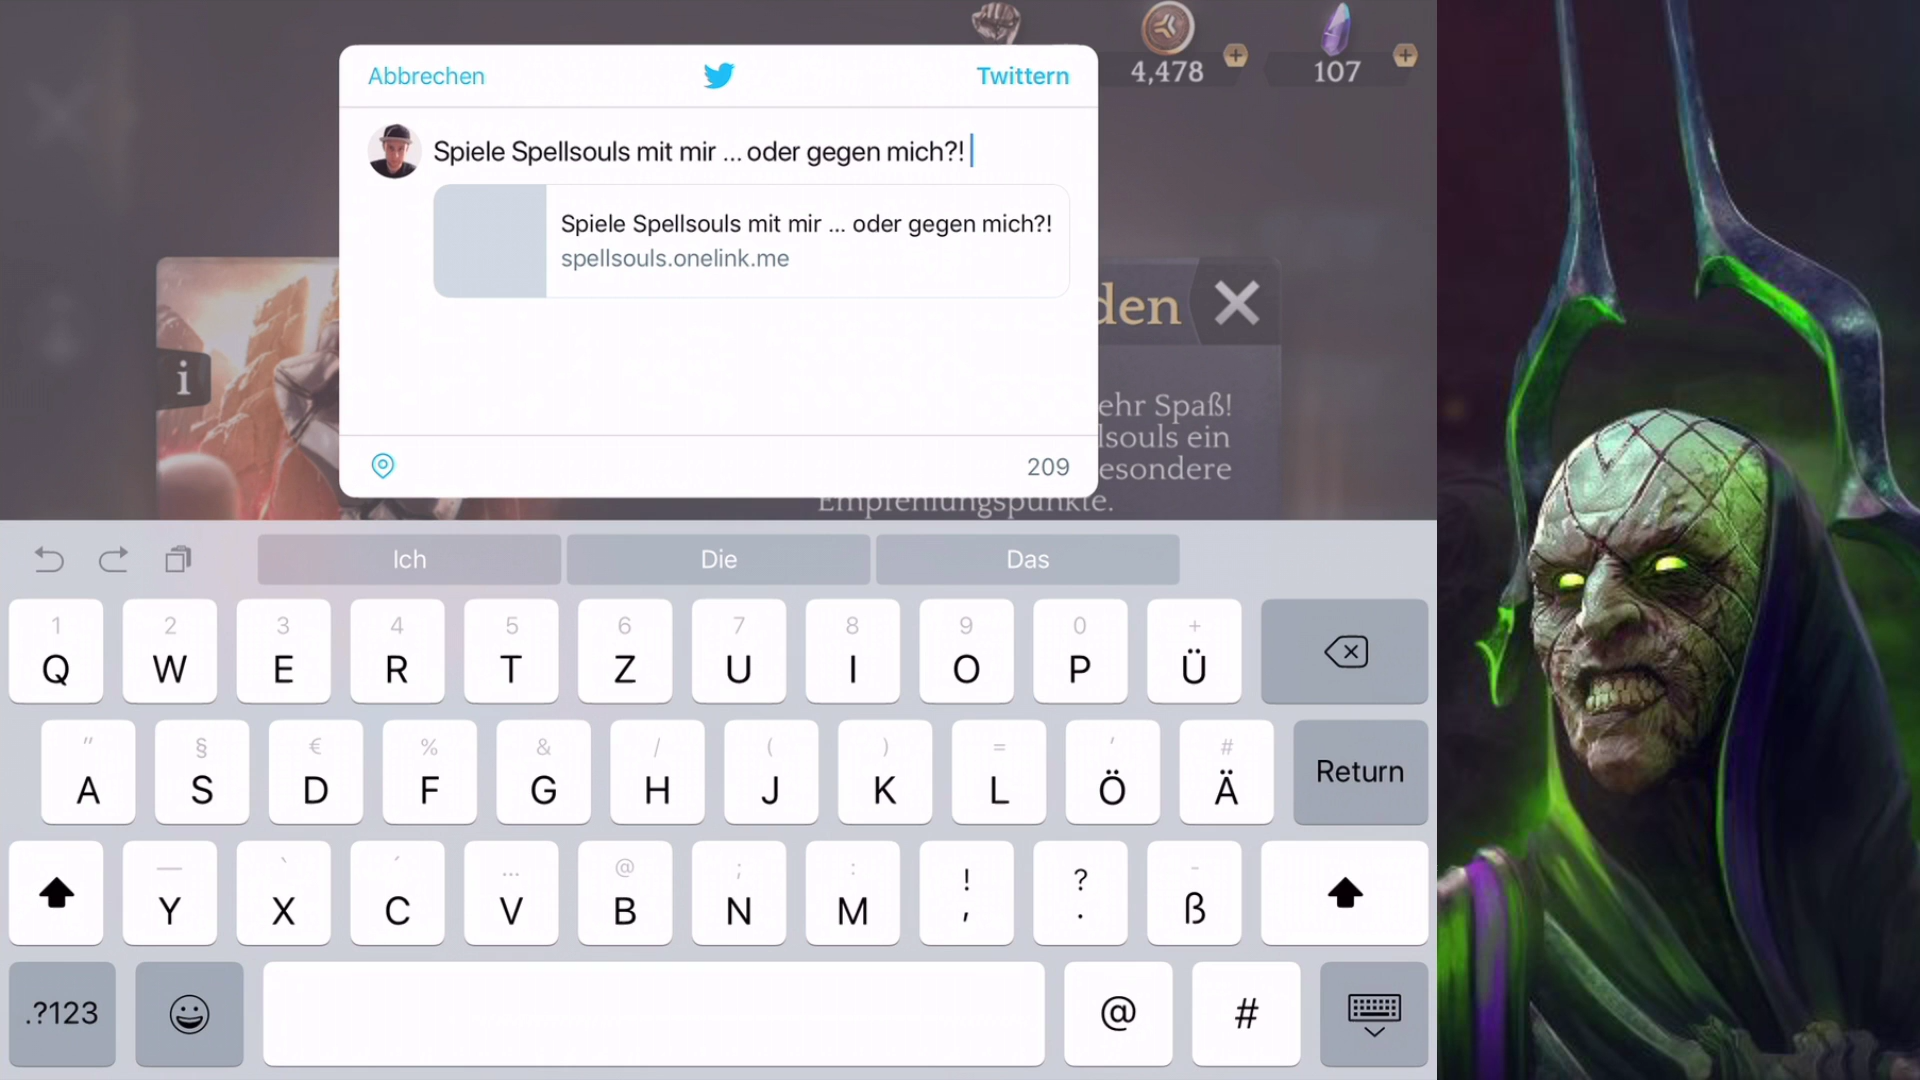 4,478
107
Abbrechen
Twittern
Spiele Spellsouls mit mir ... oder gegen mich?!
Spiele Spellsouls mit mir ... oder gegen mich?!
spellsouls.onelink.me
den
i
ehr Spaß!
lsouls ein
esondere
Empfehlungspunkte.
209
Ich Die Das
1 2 3 4 5 6 7 8 9 0 +
Q W E R T Z U I O P Ü
" § € % & / ( ) = ' #
A S D F G H J K L Ö Ä Return
— ` ´ ... @ ; : ! ? -
Y X C V B N M , . ß
.?123 @ #